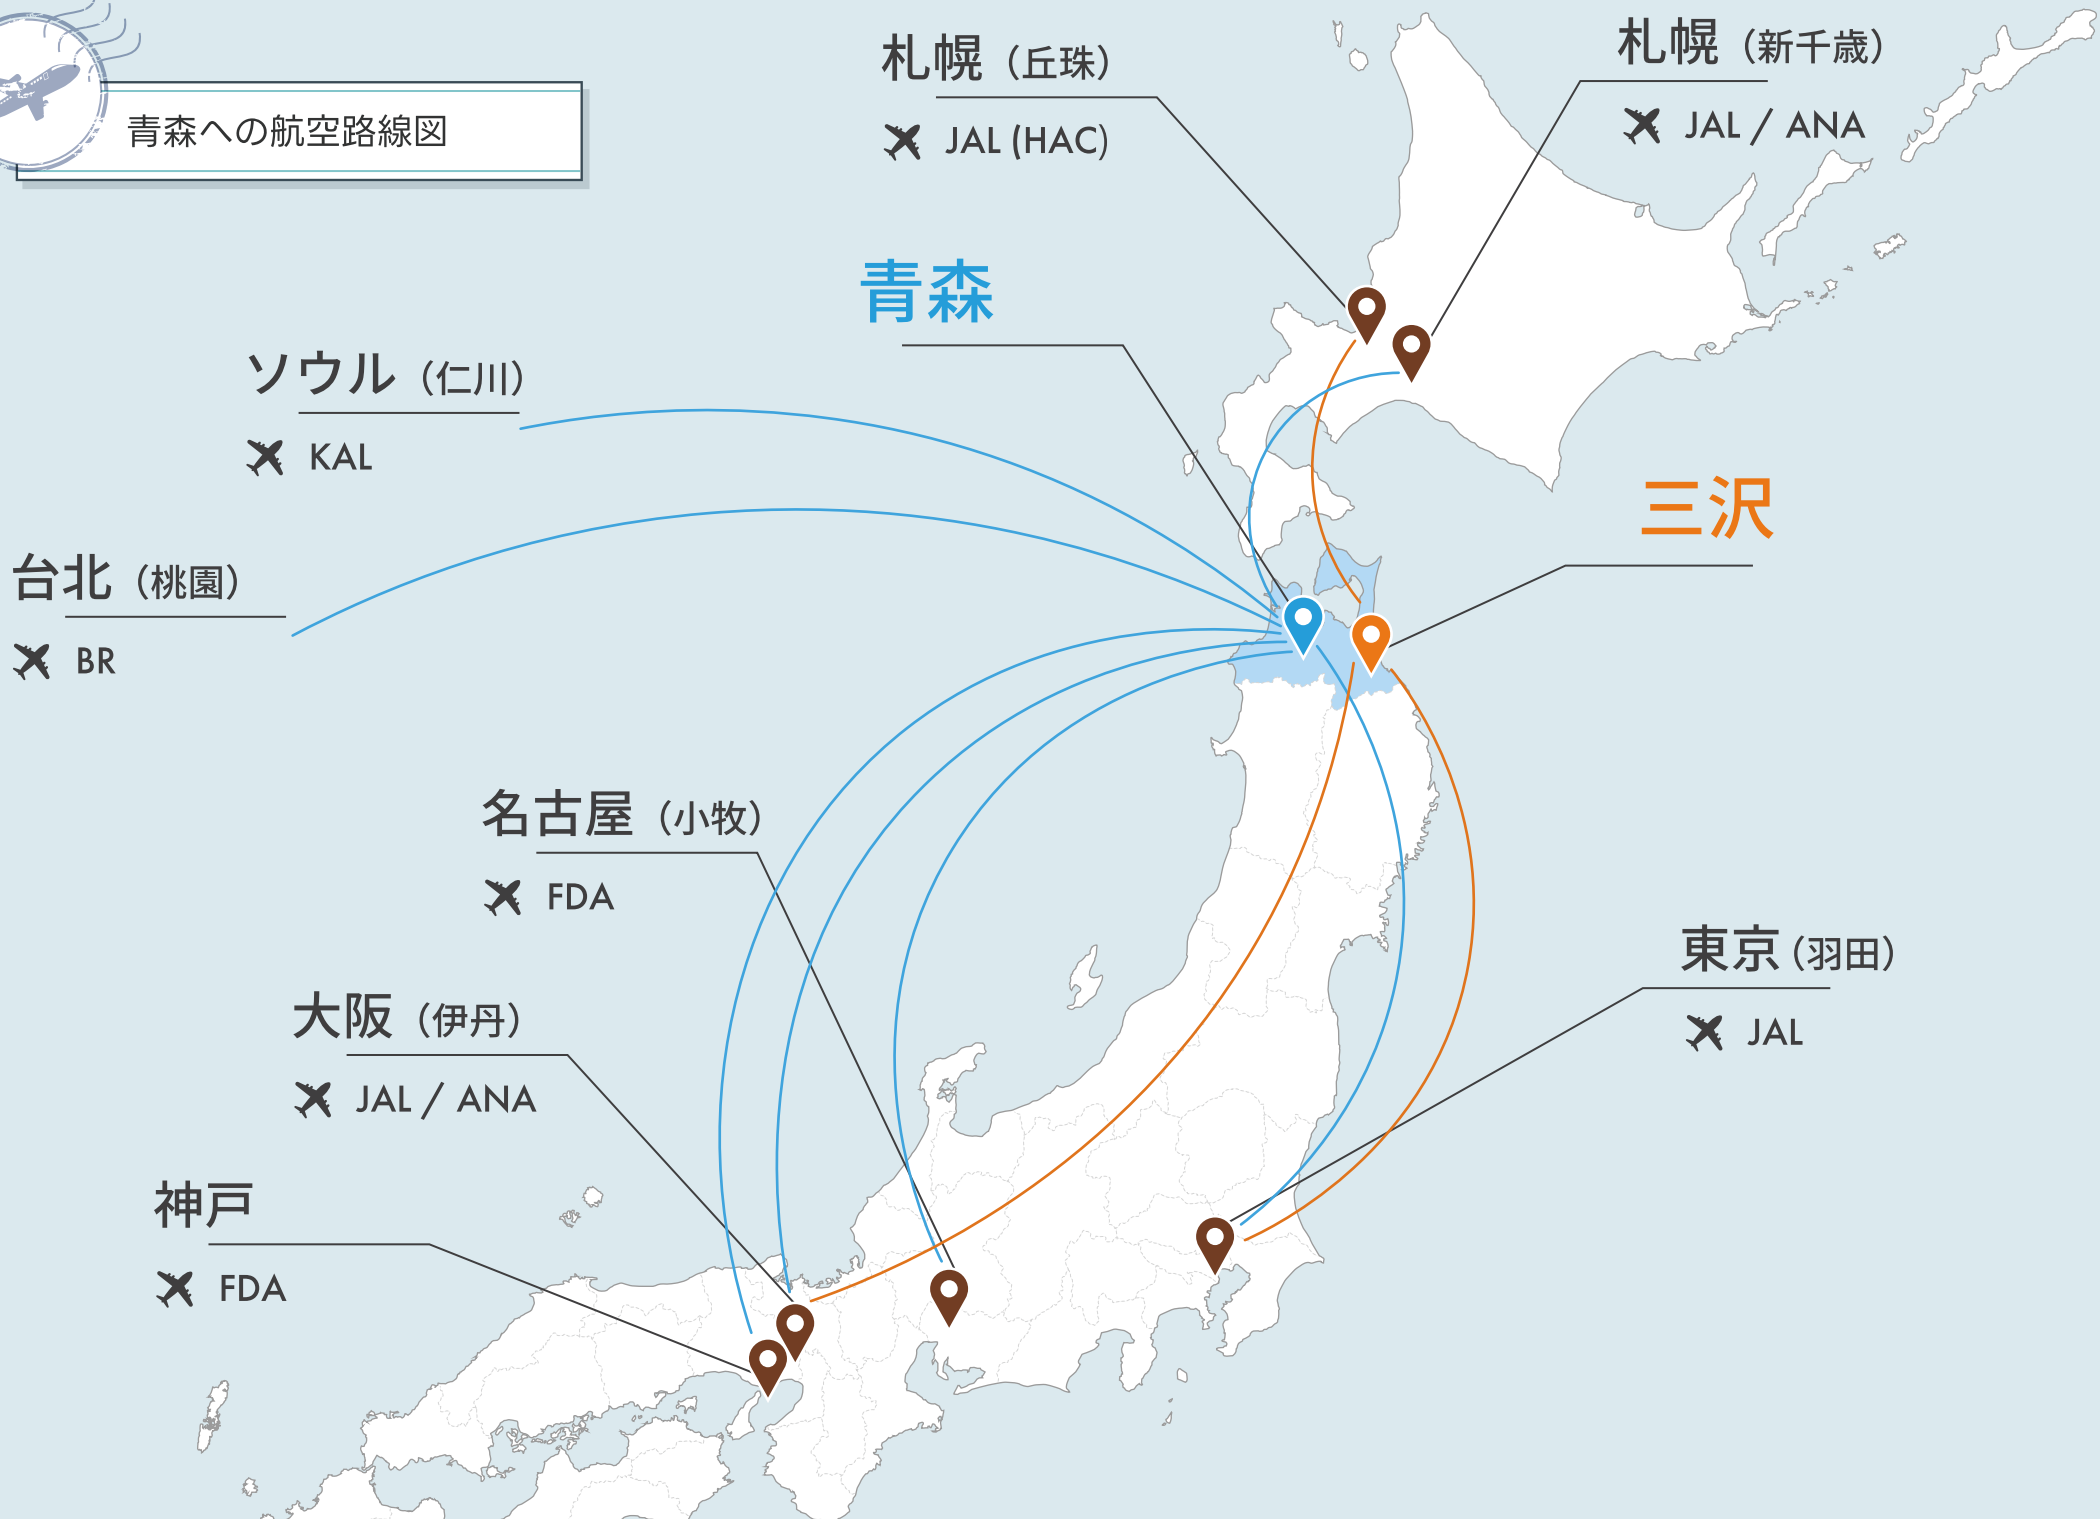 青森への航空路線図
札幌（丘珠）
JAL (HAC)
札幌（新千歳）
JAL / ANA
青森
ソウル（仁川）
KAL
三沢
台北（桃園）
BR
名古屋（小牧）
FDA
東京（羽田）
JAL
大阪（伊丹）
JAL / ANA
神戸
FDA